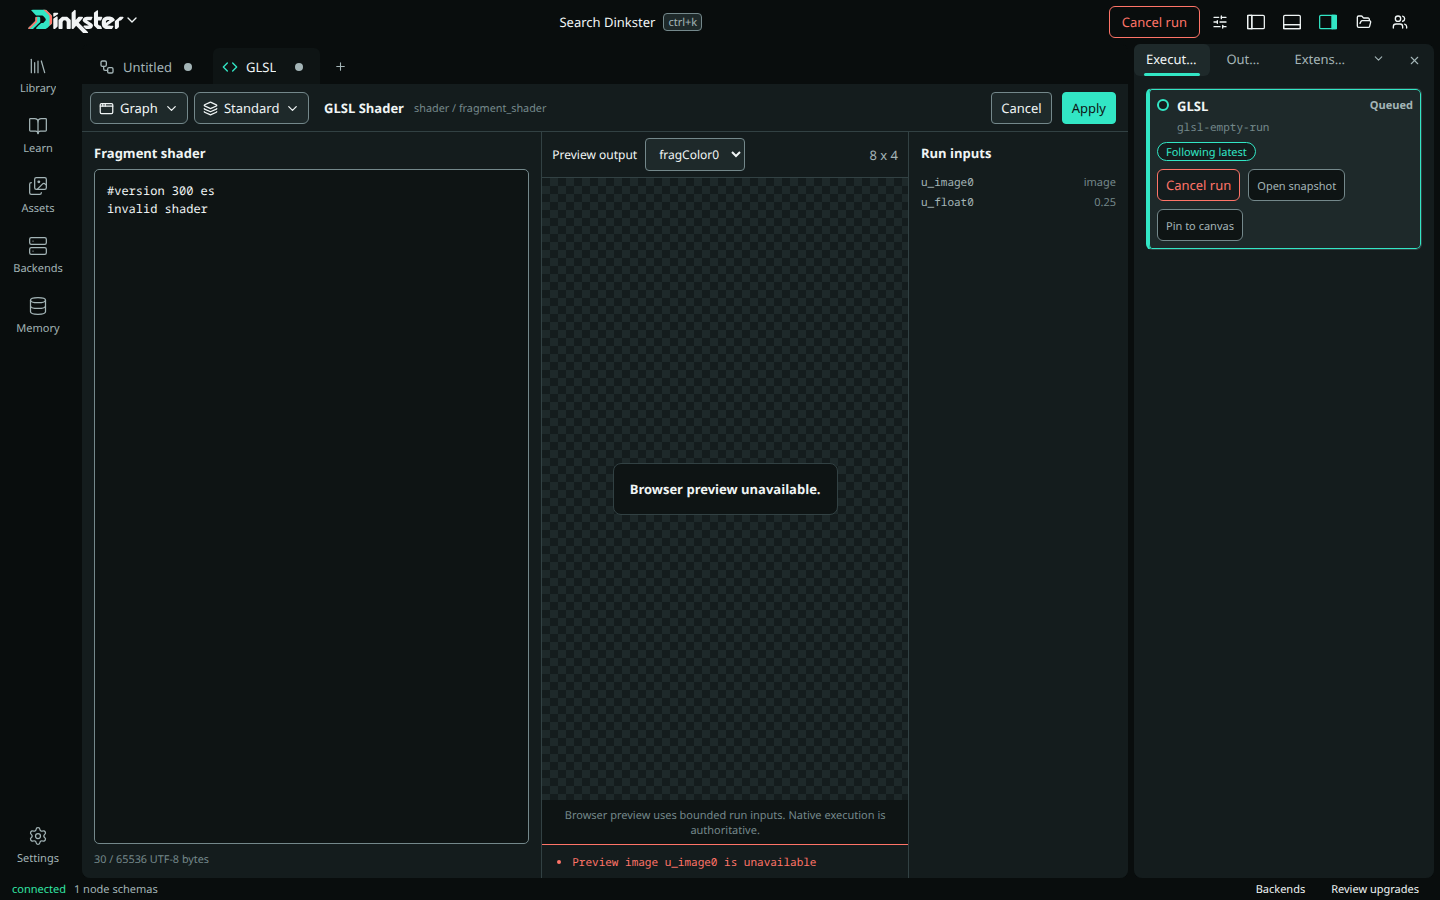 Dinkster
Search Dinkster ctrl+k
Cancel run
Library
Learn
Assets
Backends
Memory
Settings
Untitled
GLSL
Graph
Standard
GLSL Shader shader / fragment_shader
Cancel
Apply
Fragment shader
#version 300 es
invalid shader
30 / 65536 UTF-8 bytes
Preview output fragColor0 8 x 4
Browser preview unavailable.
Browser preview uses bounded run inputs. Native execution is
authoritative.
• Preview image u_image0 is unavailable
Run inputs
u_image0 image
u_float0 0.25
Execut... Out... Extens...
GLSL Queued
glsl-empty-run
Following latest
Cancel run Open snapshot
Pin to canvas
connected 1 node schemas
Backends Review upgrades